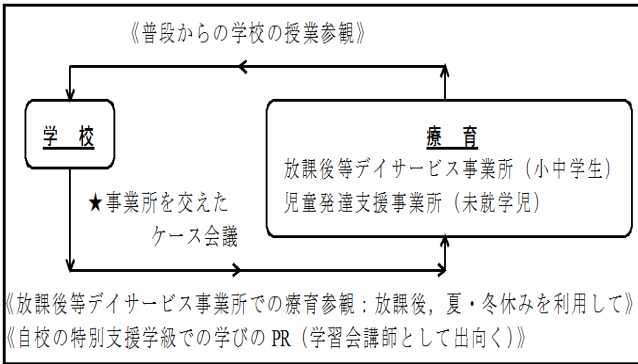 《普段からの学校の授業参観》
学　校
療　育
放課後等デイサービス事業所（小中学生）
児童発達支援事業所（未就学児）
★事業所を交えた
ケース会議
《放課後等デイサービス事業所での療育参観：放課後，夏・冬休みを利用して》
《自校の特別支援学級での学びの PR（学習会講師として出向く）》